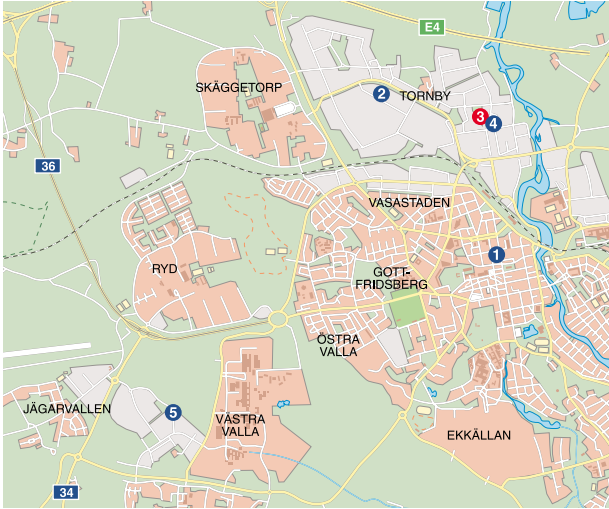 E4
SKÄGGETORP
2
TORNBY
3
4
36
VASASTADEN
1
RYD
GOTT-
FRIDSBERG
ÖSTRA
VALLA
JÄGARVALLEN
5
VÄSTRA
VALLA
EKKÄLLAN
34